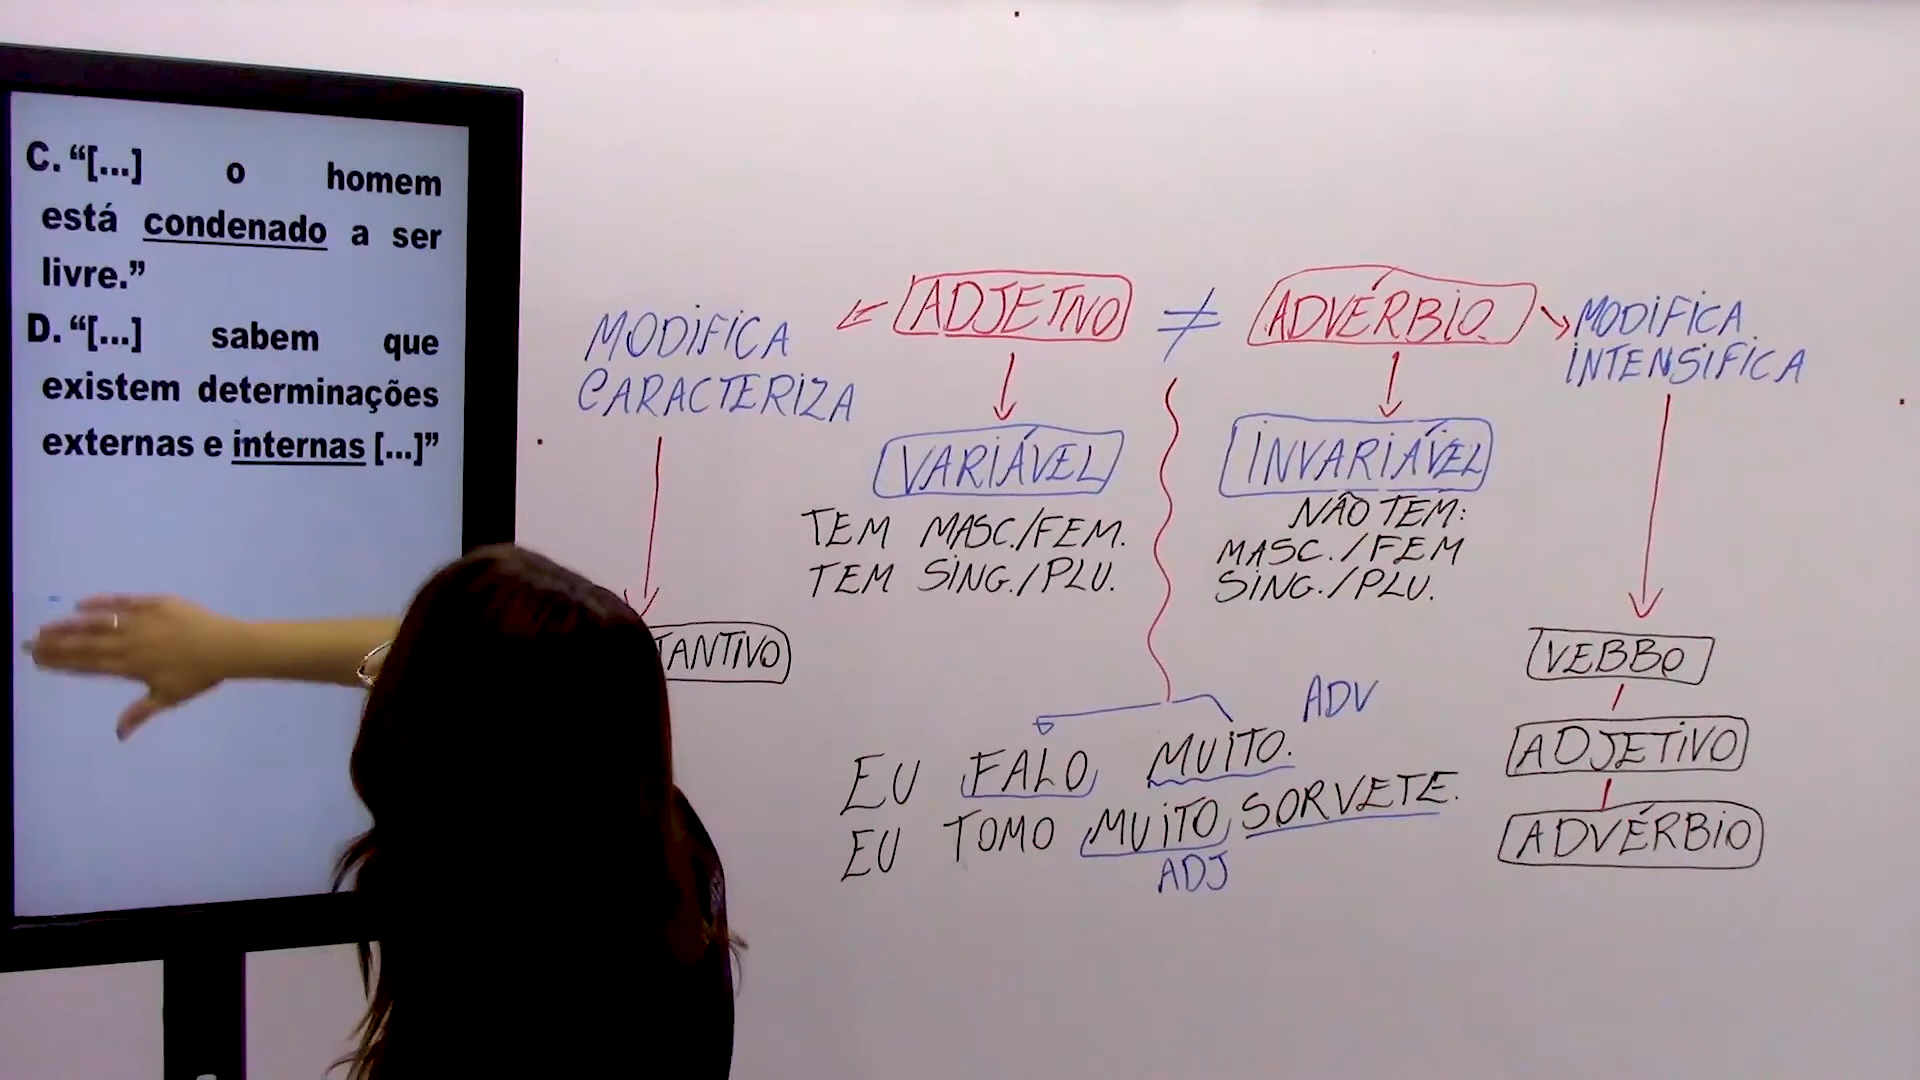 C. “[...] o homem
está condenado a ser
livre.”
D. “[...] sabem que
existem determinações
externas e internas [...]”
MODIFICA
CARACTERIZA
TANTIVO
ADJETIVO ≠ ADVÉRBIO
VARIÁVEL
TEM MASC./FEM.
TEM SING./PLU.
INVARIÁVEL
NÃO TEM:
MASC./FEM
SING./PLU.
MODIFICA
INTENSIFICA
VERBO
ADJETIVO
ADVÉRBIO
ADV
EU FALO MUITO.
EU TOMO MUITO SORVETE.
ADJ